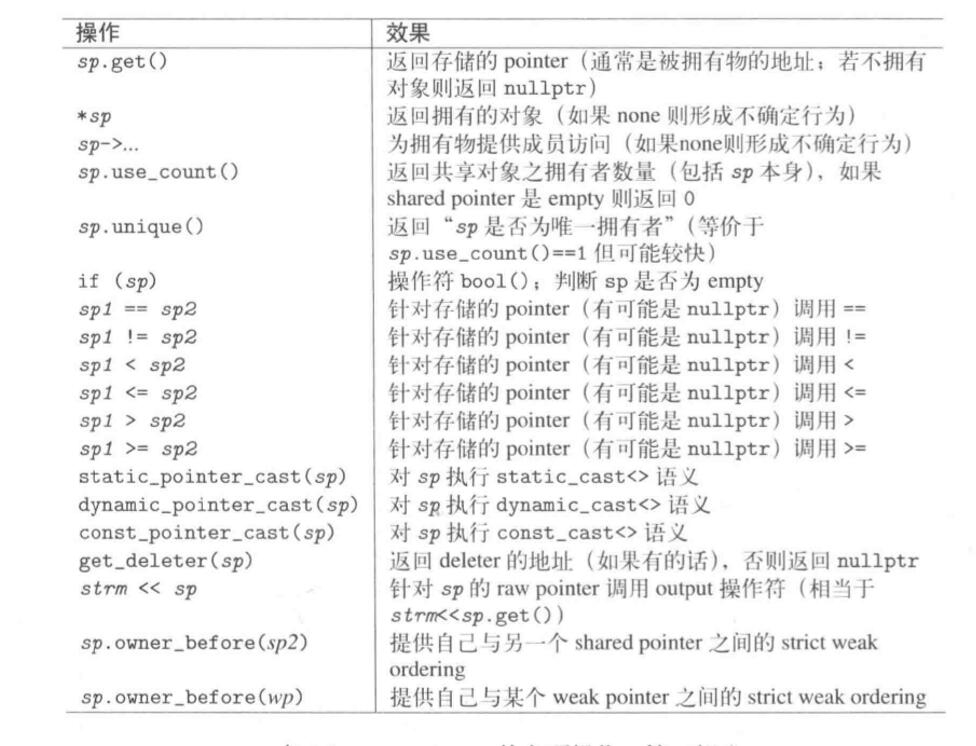 操作 效果
sp.get() 返回存储的 pointer（通常是被拥有物的地址；若不拥有
对象则返回 nullptr）
*sp 返回拥有的对象（如果 none 则形成不确定行为）
sp->... 为拥有物提供成员访问（如果none则形成不确定行为）
sp.use_count() 返回共享对象之拥有者数量（包括 sp 本身），如果
shared pointer 是 empty 则返回 0
sp.unique() 返回“sp 是否为唯一拥有者”（等价于
sp.use_count()==1 但可能较快）
if (sp) 操作符 bool()；判断 sp 是否为 empty
sp1 == sp2 针对存储的 pointer（有可能是 nullptr）调用 ==
sp1 != sp2 针对存储的 pointer（有可能是 nullptr）调用 !=
sp1 < sp2 针对存储的 pointer（有可能是 nullptr）调用 <
sp1 <= sp2 针对存储的 pointer（有可能是 nullptr）调用 <=
sp1 > sp2 针对存储的 pointer（有可能是 nullptr）调用 >
sp1 >= sp2 针对存储的 pointer（有可能是 nullptr）调用 >=
static_pointer_cast(sp) 对 sp 执行 static_cast<> 语义
dynamic_pointer_cast(sp) 对 sp 执行 dynamic_cast<> 语义
const_pointer_cast(sp) 对 sp 执行 const_cast<> 语义
get_deleter(sp) 返回 deleter 的地址（如果有的话），否则返回 nullptr
strm << sp 针对 sp 的 raw pointer 调用 output 操作符（相当于
strm<<sp.get()）
sp.owner_before(sp2) 提供自己与另一个 shared pointer 之间的 strict weak
ordering
sp.owner_before(wp) 提供自己与某个 weak pointer 之间的 strict weak ordering